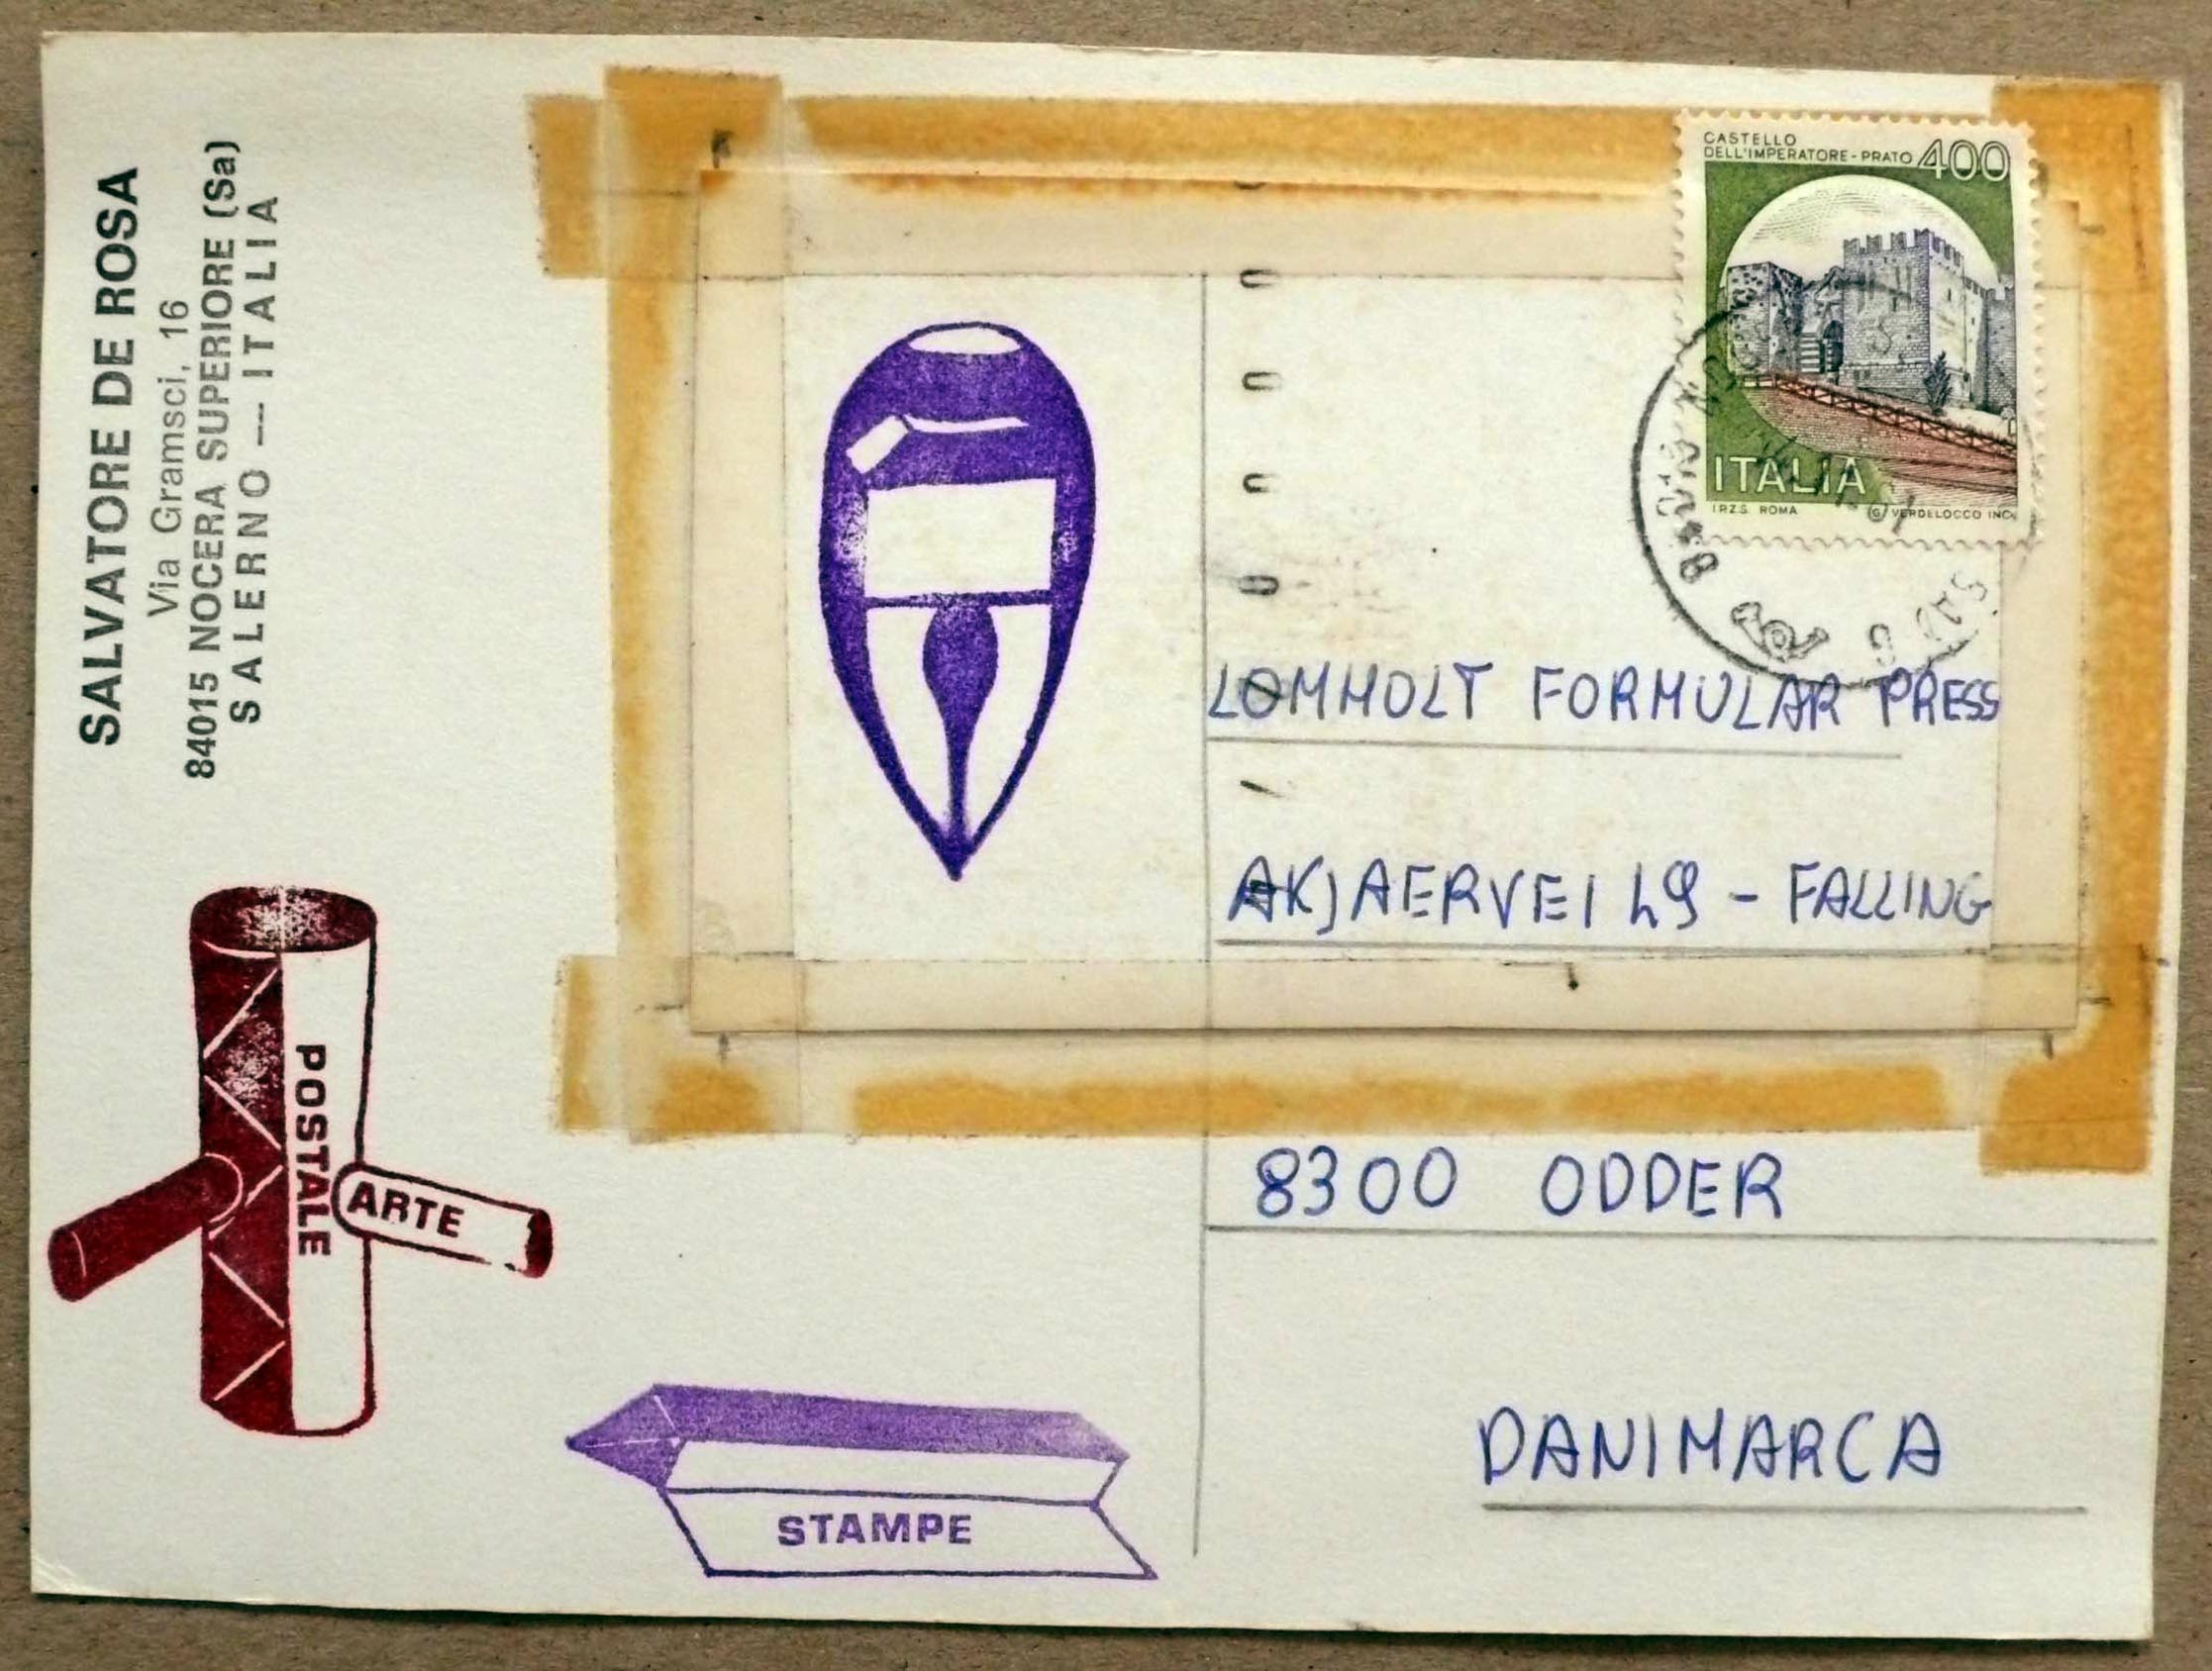 SALVATORE DE ROSA
Via Gramsci, 16
84015 NOCERA SUPERIORE (Sa)
SALERNO — ITALIA
CASTELLO
DELL'IMPERATORE - PRATO 400
ITALIA
I.P.Z.S. ROMA VERDELOCCO INC.
LOMHOLT FORMULAR PRESS
AKJAERVEI 49 - FALLING
8300 ODDER
DANIMARCA
POSTALE
ARTE
STAMPE